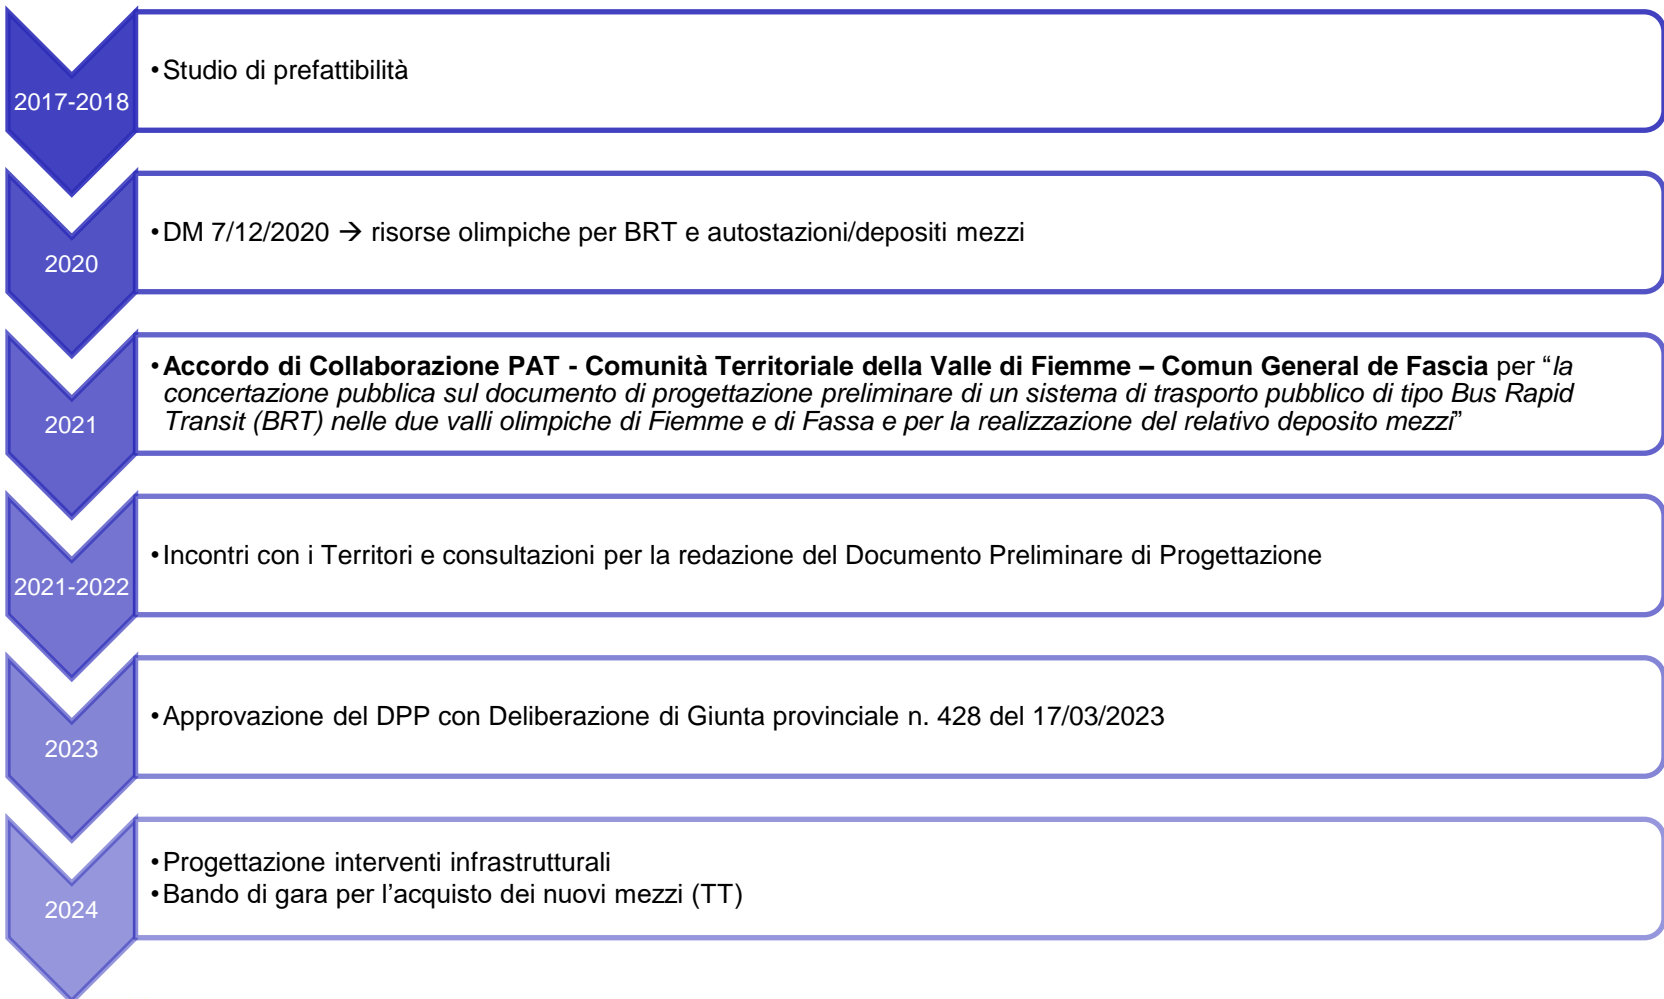 2017-2018
•Studio di prefattibilità
2020
•DM 7/12/2020 → risorse olimpiche per BRT e autostazioni/depositi mezzi
2021
•Accordo di Collaborazione PAT - Comunità Territoriale della Valle di Fiemme – Comun General de Fascia per “la
concertazione pubblica sul documento di progettazione preliminare di un sistema di trasporto pubblico di tipo Bus Rapid
Transit (BRT) nelle due valli olimpiche di Fiemme e di Fassa e per la realizzazione del relativo deposito mezzi”
2021-2022
•Incontri con i Territori e consultazioni per la redazione del Documento Preliminare di Progettazione
2023
•Approvazione del DPP con Deliberazione di Giunta provinciale n. 428 del 17/03/2023
2024
•Progettazione interventi infrastrutturali
•Bando di gara per l’acquisto dei nuovi mezzi (TT)